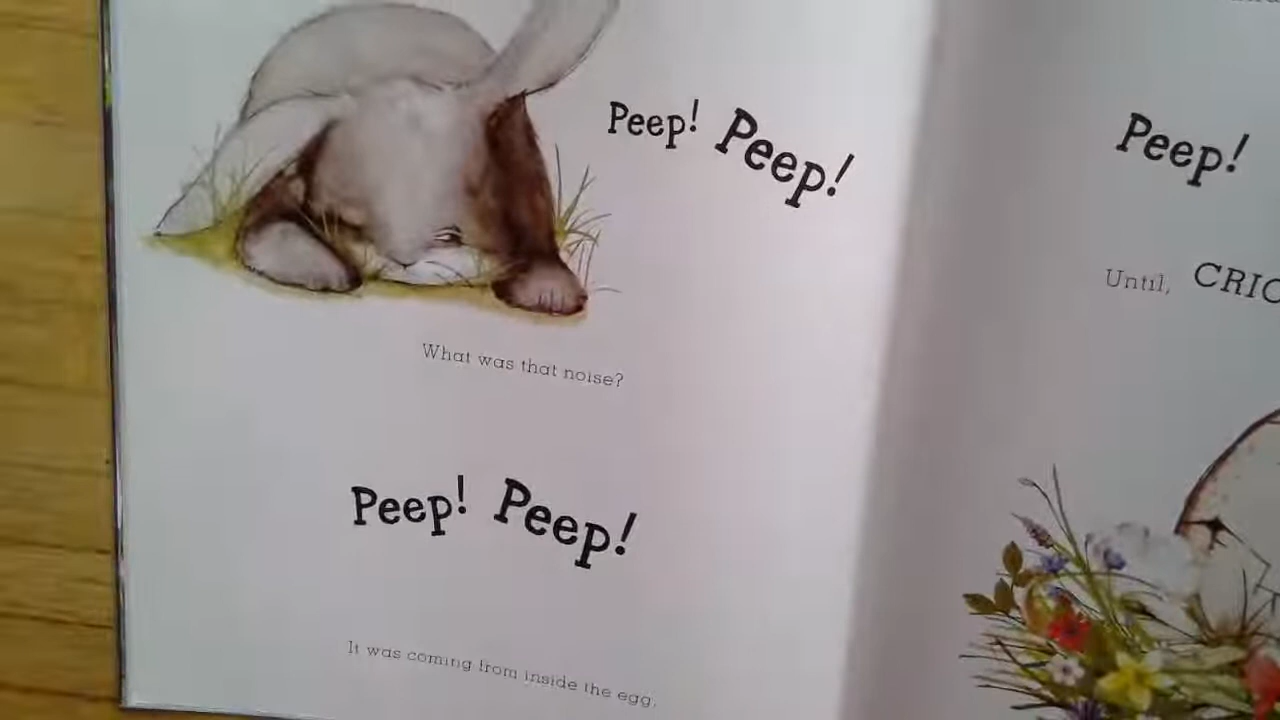 Peep! Peep!
What was that noise?
Peep! Peep!
It was coming from inside the egg.
Peep!
Until,